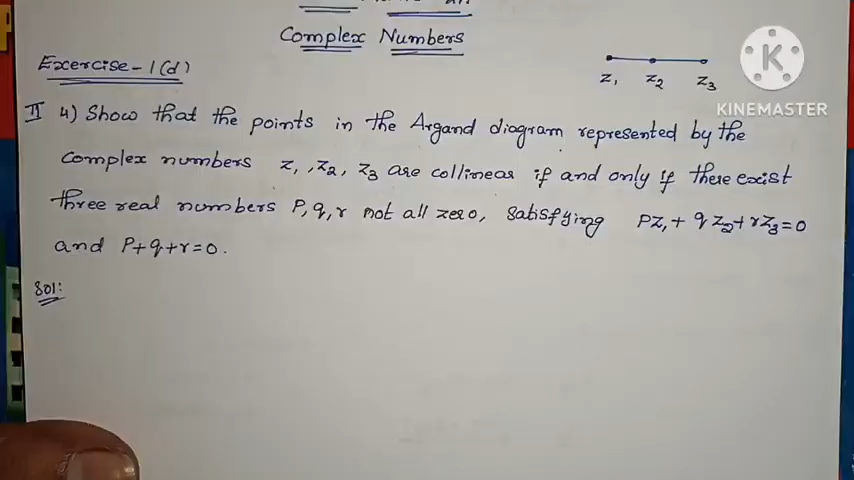 Complex Numbers
Exercise-1(d)
z₁ z₂ z₃
KINEMASTER
II 4) Show that the points in the Argand diagram represented by the
complex numbers z₁, z₂, z₃ are collinear if and only if there exist
three real numbers P, q, r not all zero, satisfying Pz₁ + qz₂ + rz₃ = 0
and P+q+r=0.
Sol: